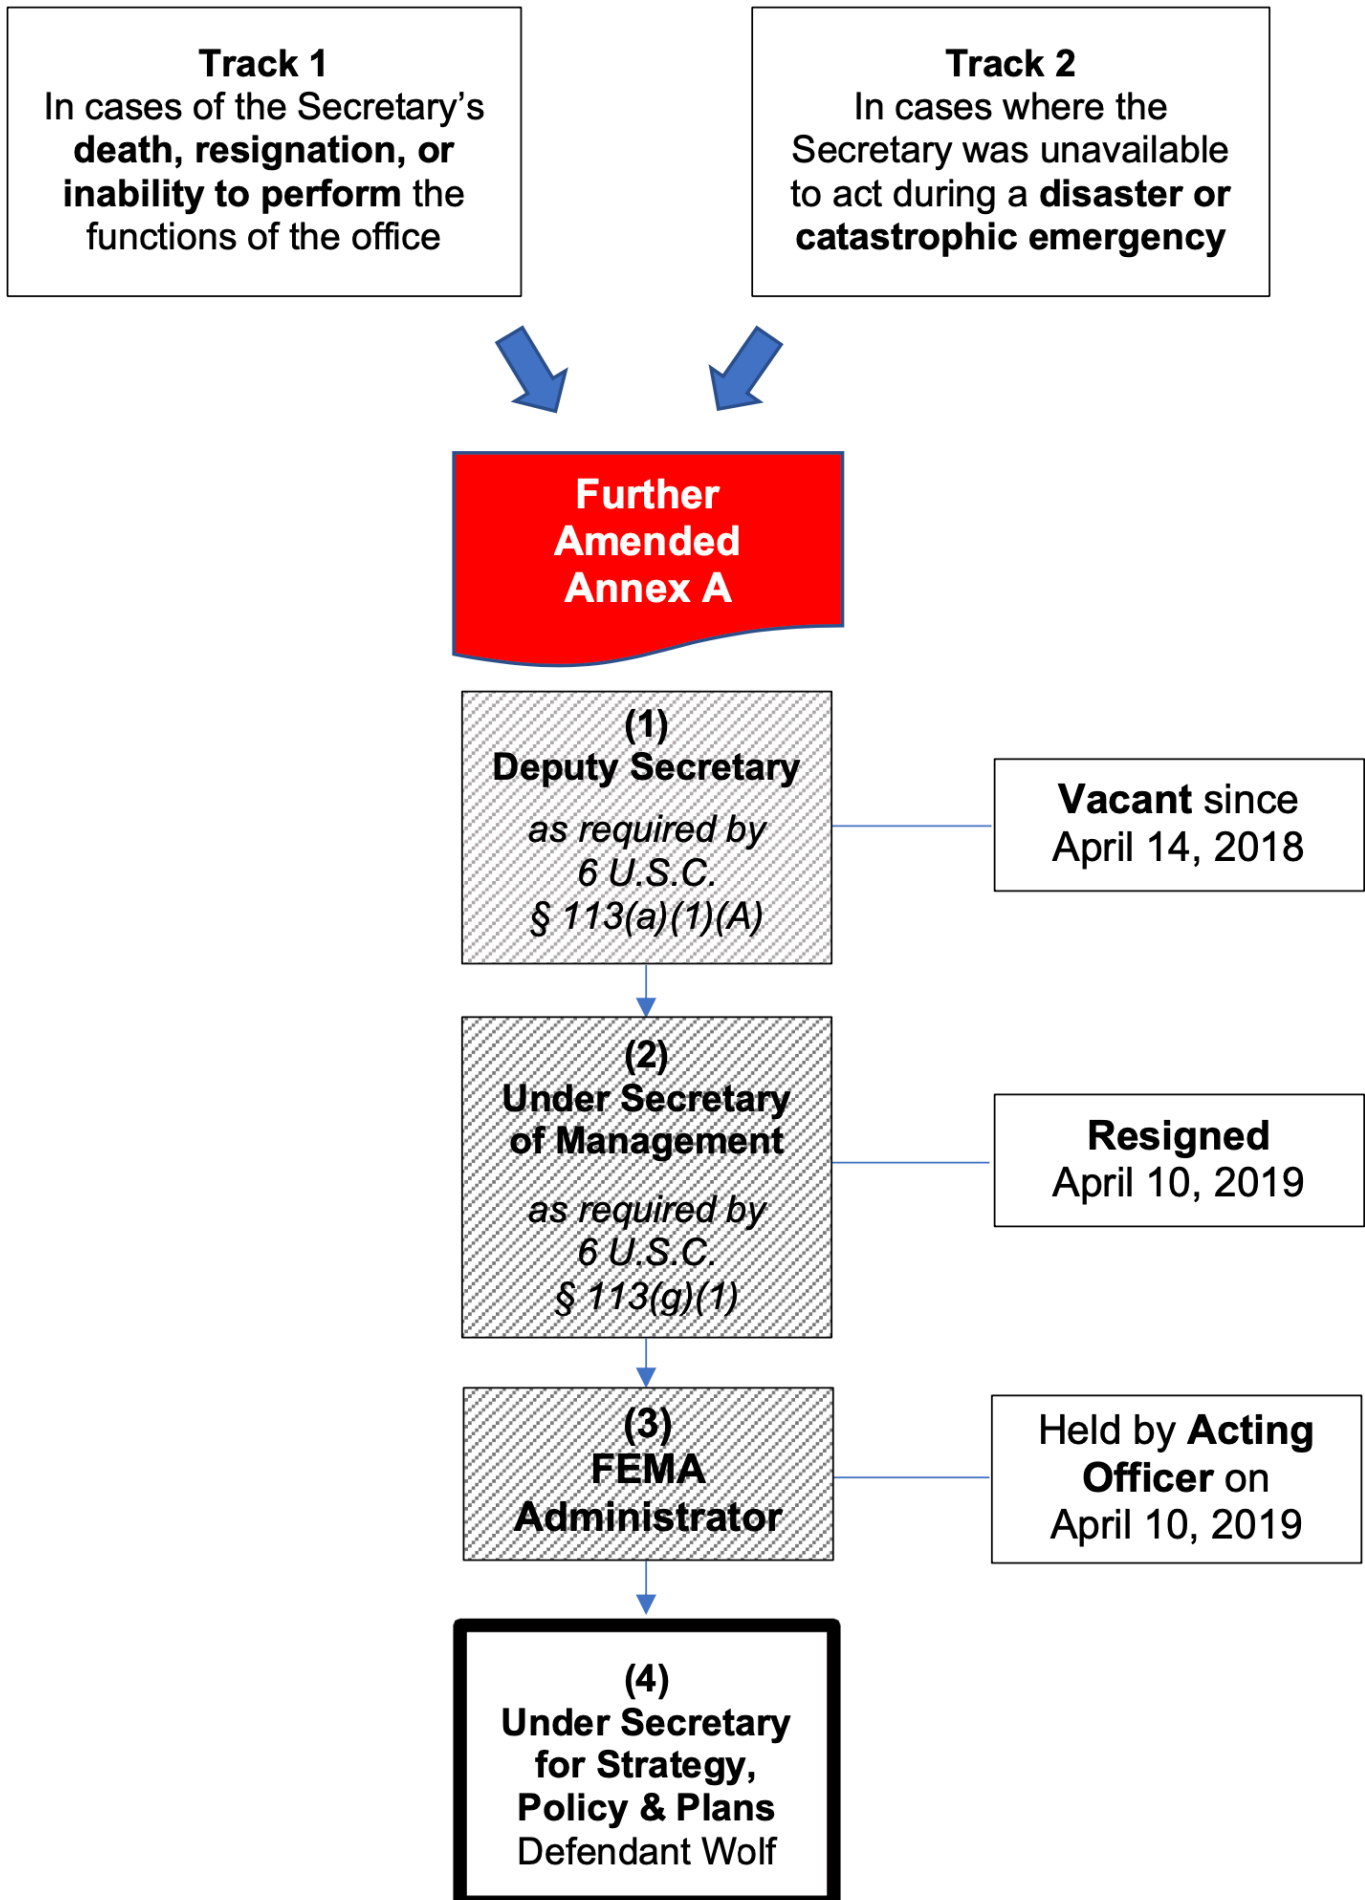 Track 1
In cases of the Secretary’s
death, resignation, or
inability to perform the
functions of the office
Track 2
In cases where the
Secretary was unavailable
to act during a disaster or
catastrophic emergency
Further
Amended
Annex A
(1)
Deputy Secretary
as required by
6 U.S.C.
§ 113(a)(1)(A)
Vacant since
April 14, 2018
(2)
Under Secretary
of Management
as required by
6 U.S.C.
§ 113(g)(1)
Resigned
April 10, 2019
(3)
FEMA
Administrator
Held by Acting
Officer on
April 10, 2019
(4)
Under Secretary
for Strategy,
Policy & Plans
Defendant Wolf